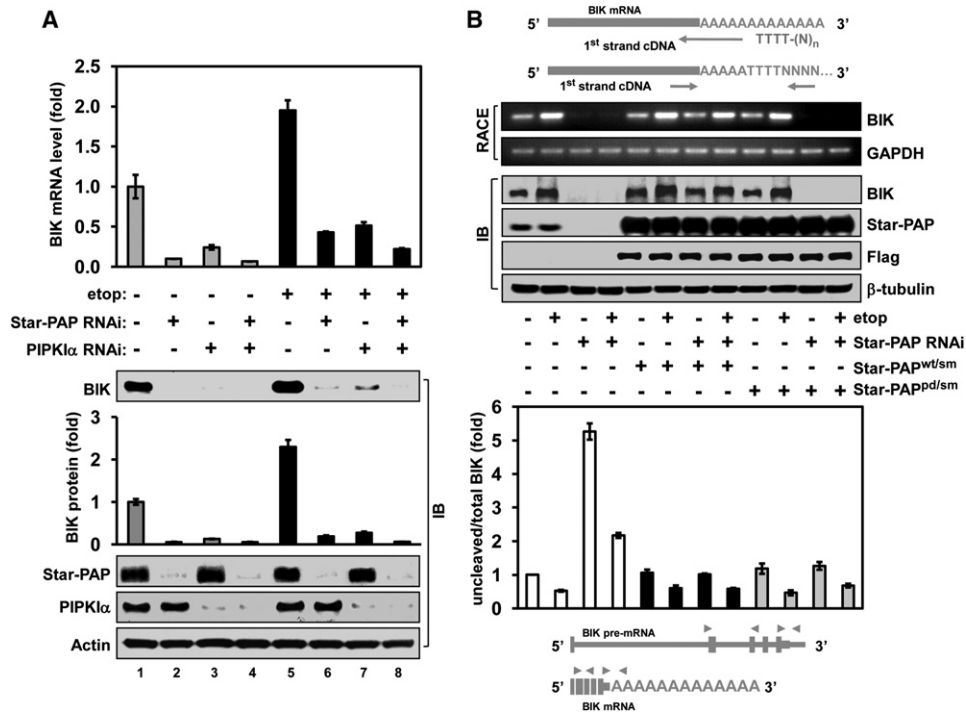 A
BIK mRNA level (fold)
2.5
2.0
1.5
1.0
0.5
0.0
etop: - - - - + + + +
Star-PAP RNAi: - + - + - + - +
PIPKIα RNAi: - - + + - - + +
BIK
BIK protein (fold)
3
2
1
0
Star-PAP
PIPKIα
Actin
IB
1 2 3 4 5 6 7 8
B
5’ BIK mRNA AAAAAAAAAAAAA 3’
1st strand cDNA TTTT-(N)n
5’ AAAAATTTTNNNN... 3’
1st strand cDNA
RACE
BIK
GAPDH
IB
BIK
Star-PAP
Flag
β-tubulin
- + - + - + - + - + - + etop
- - + + - - + + - - + + Star-PAP RNAi
- - - - + + + + - - - - Star-PAPwt/sm
- - - - - - - - + + + + Star-PAPpd/sm
uncleaved/total BIK (fold)
6
5
4
3
2
1
0
5’ BIK pre-mRNA 3’
5’ AAAAAAAAAAAAAA 3’
BIK mRNA